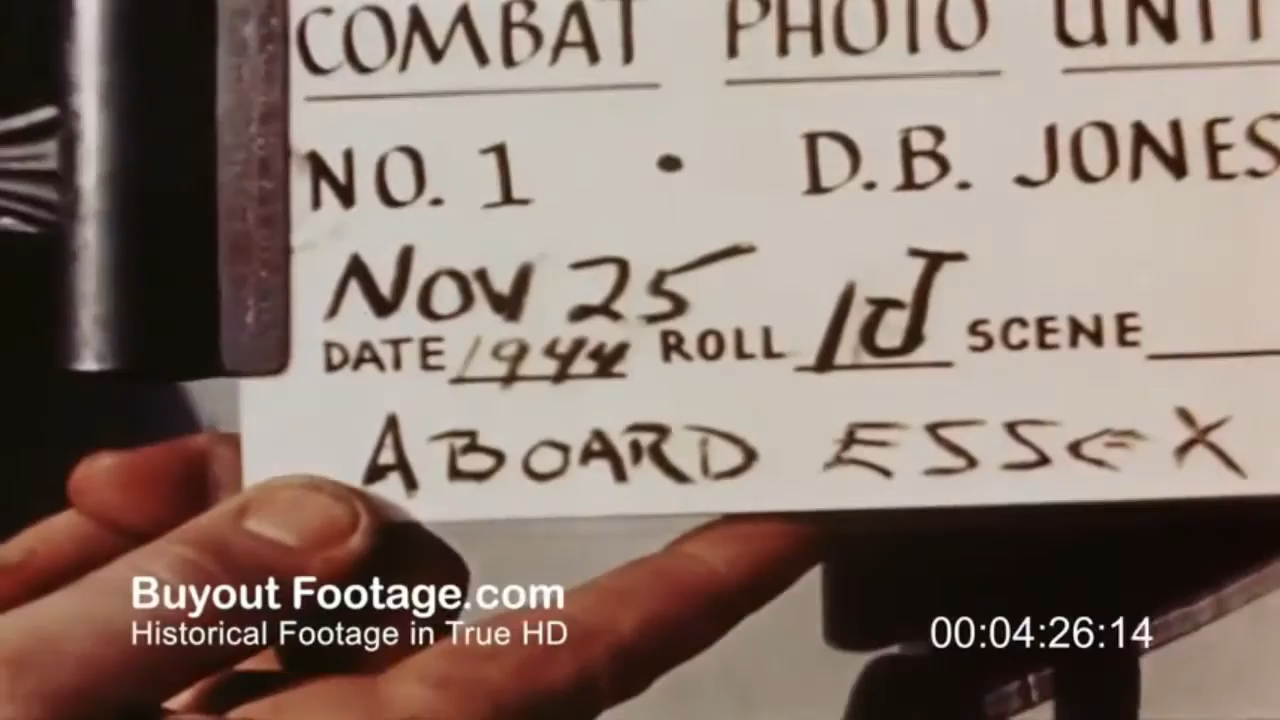 COMBAT PHOTO UNIT
NO. 1 • D.B. JONES
NOV 25
DATE 1944 ROLL 1J SCENE
ABOARD ESSEX
Buyout Footage.com
Historical Footage in True HD
00:04:26:14